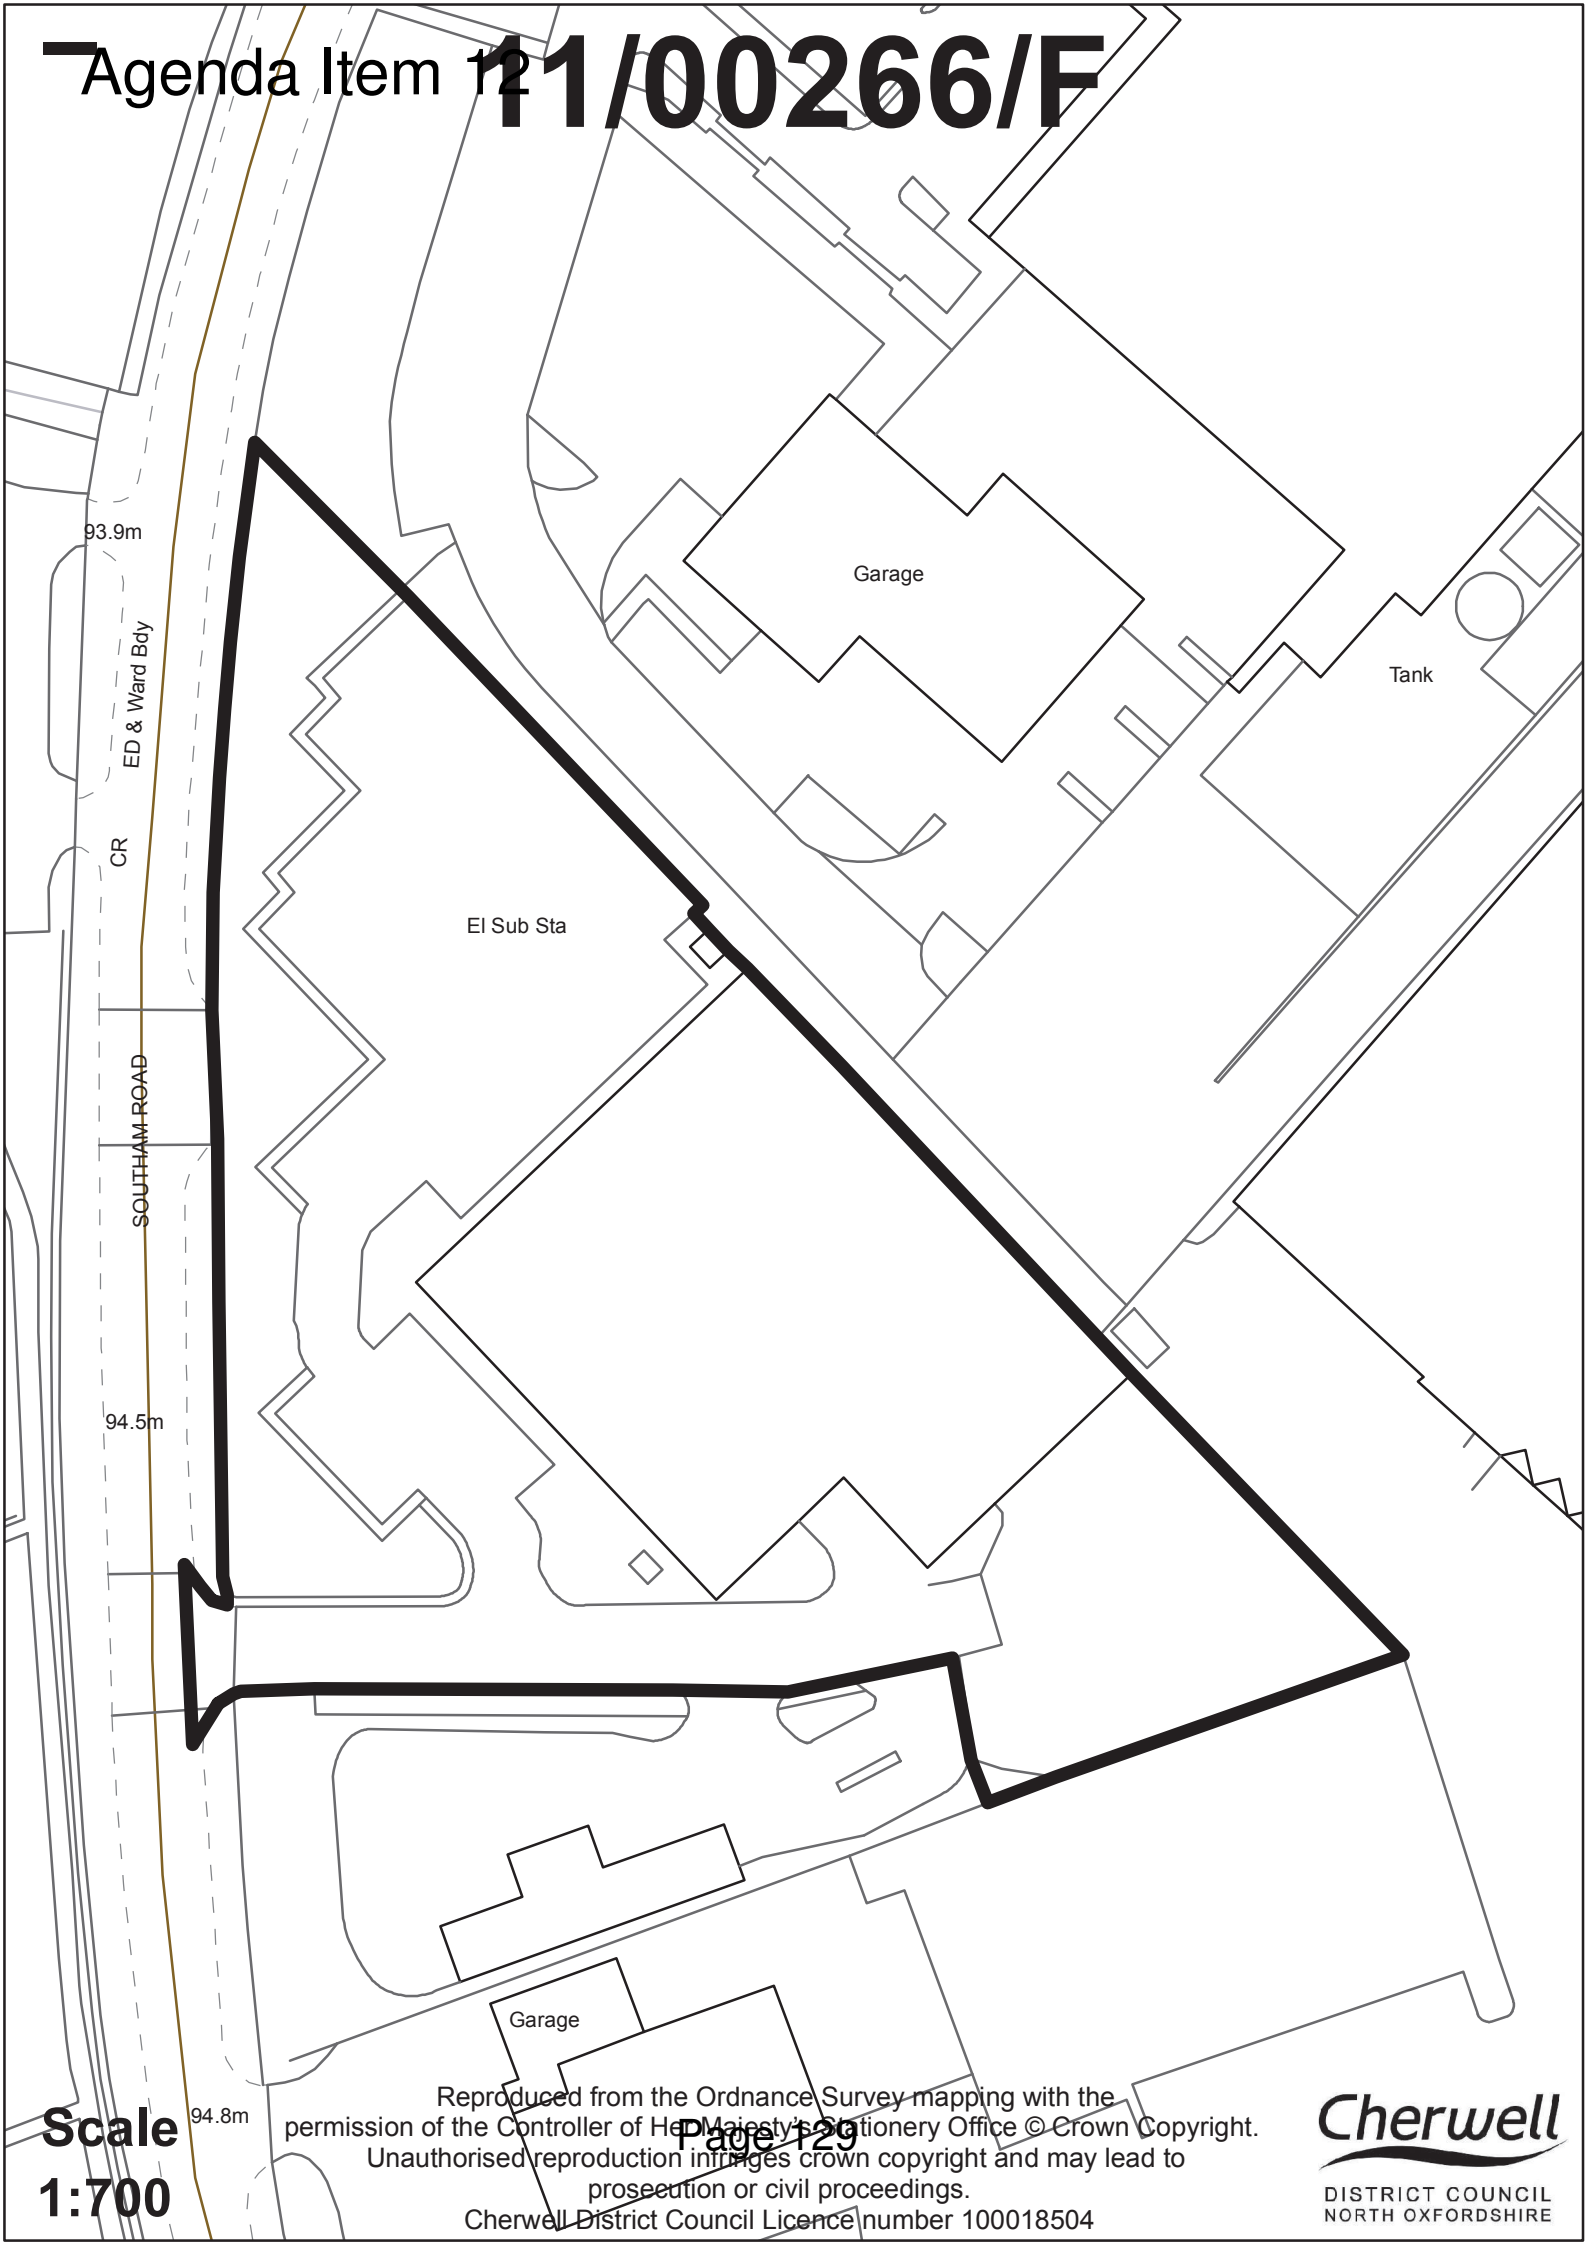 Agenda Item 12
11/00266/F
93.9m
Garage
ED & Ward Bdy
Tank
CR
El Sub Sta
SOUTHAM ROAD
94.5m
Garage
94.8m
Scale
1:700
Reproduced from the Ordnance Survey mapping with the
permission of the Controller of Her Majesty's Stationery Office © Crown Copyright.
Unauthorised reproduction infringes crown copyright and may lead to
prosecution or civil proceedings.
Cherwell District Council Licence number 100018504
Page 129
Cherwell
DISTRICT COUNCIL
NORTH OXFORDSHIRE